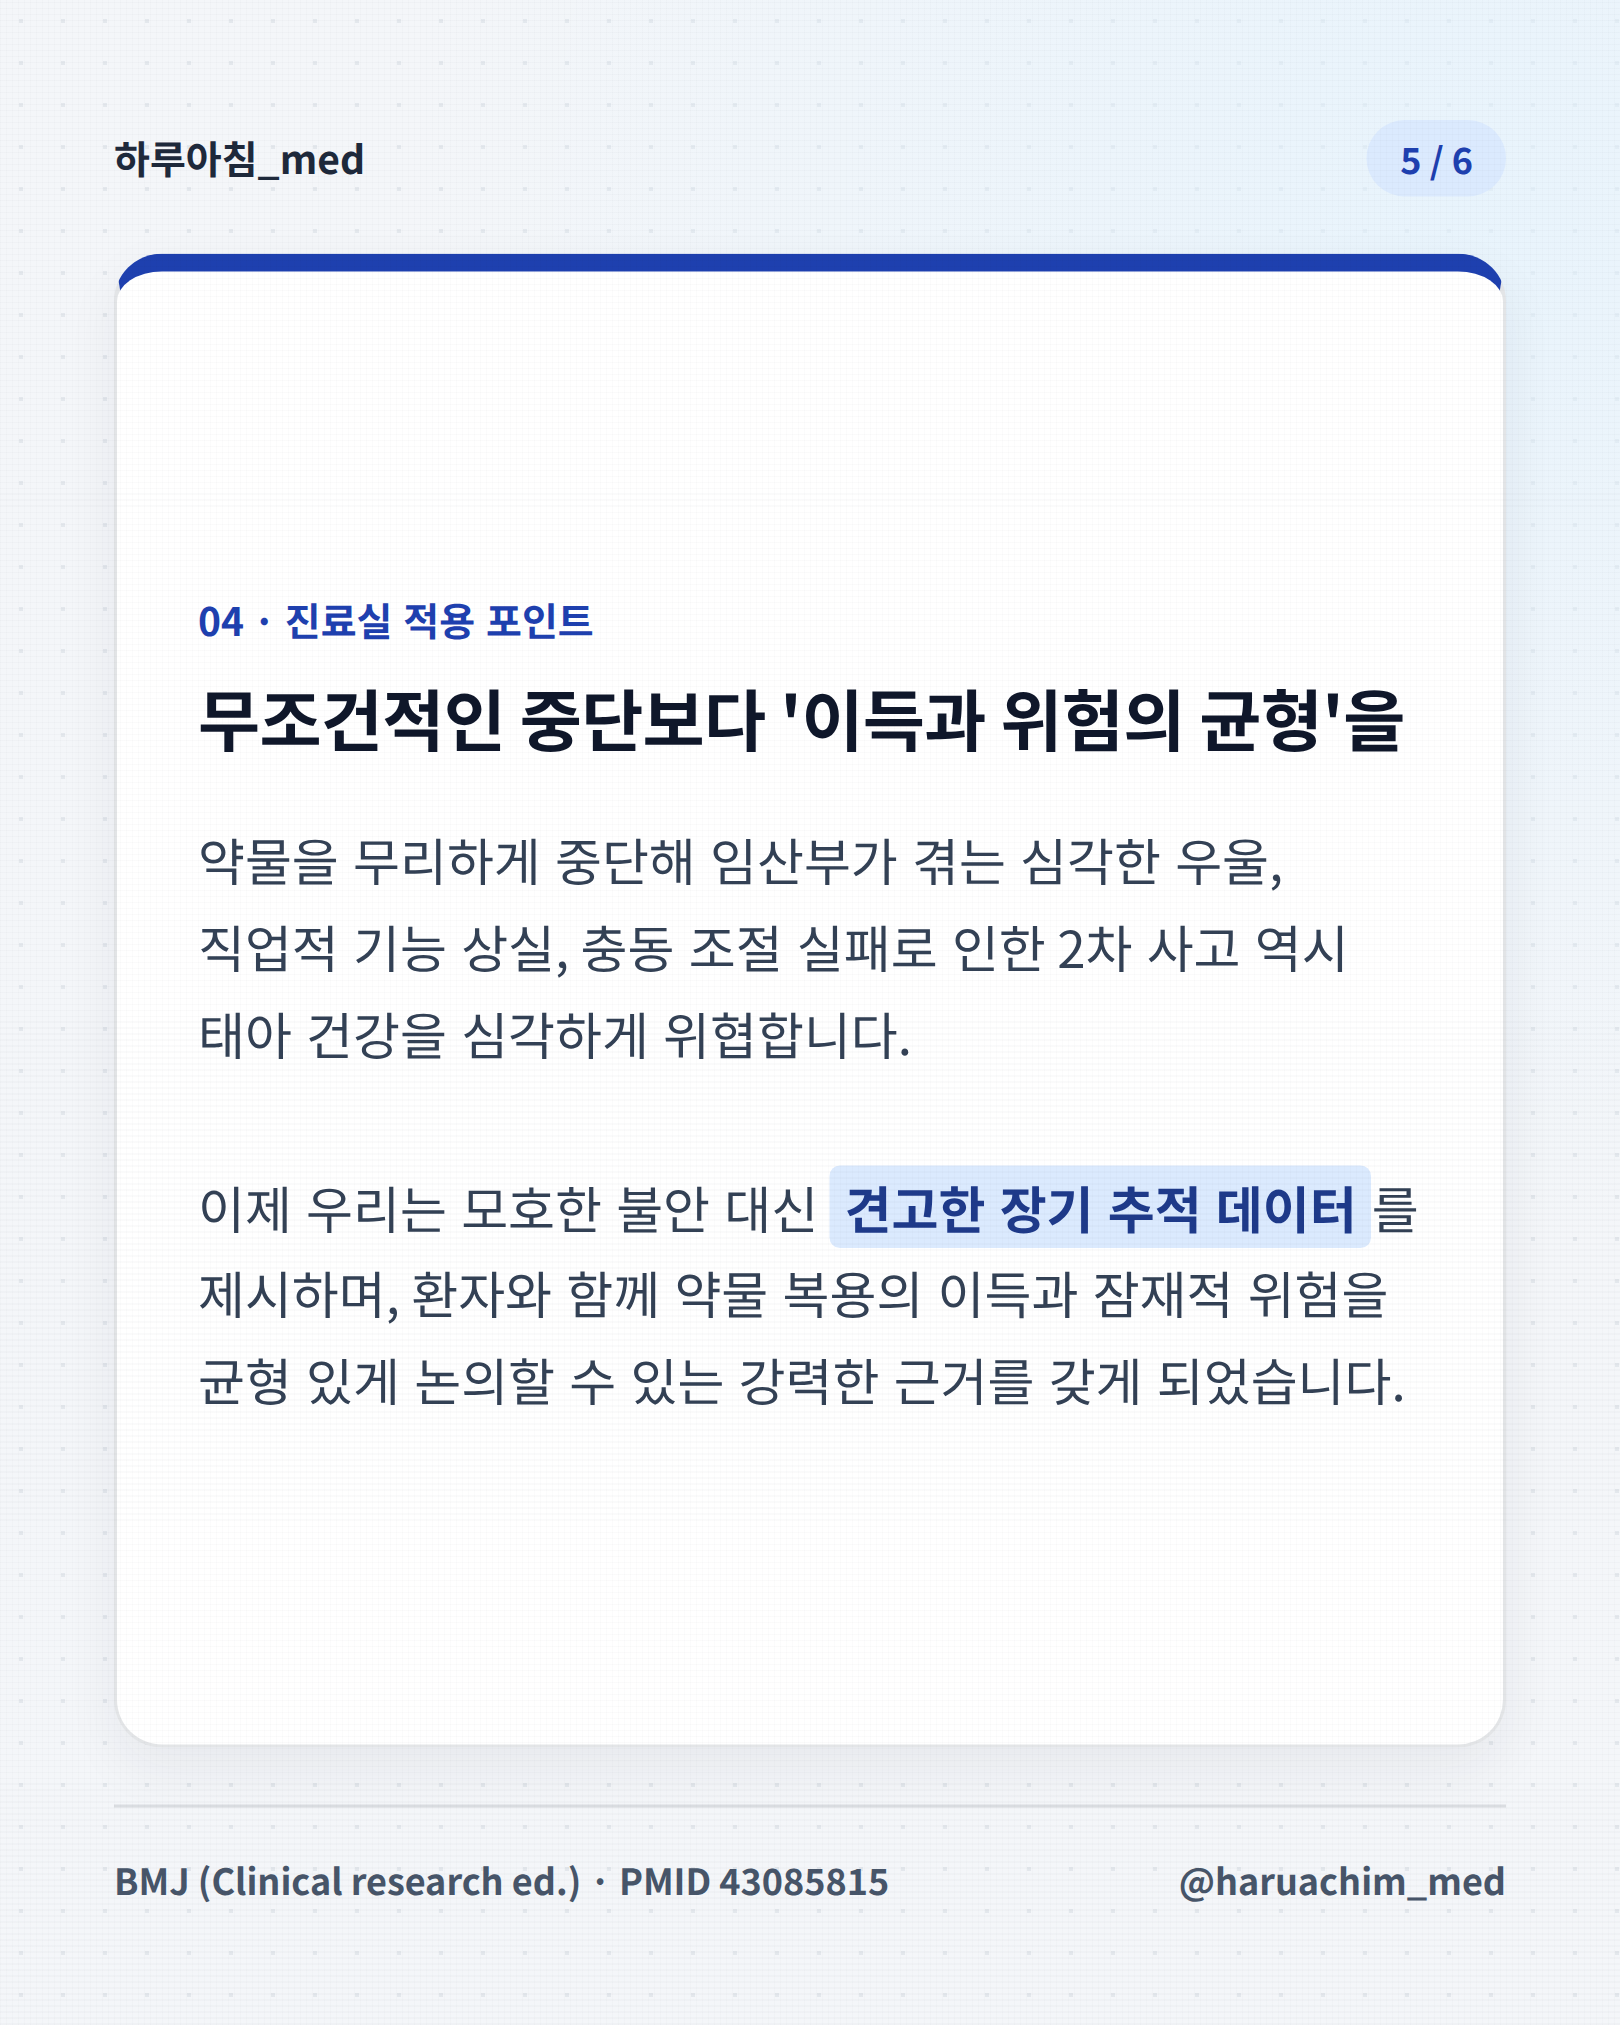 하루아침_med
5 / 6
04 · 진료실 적용 포인트
무조건적인 중단보다 '이득과 위험의 균형'을
약물을 무리하게 중단해 임산부가 겪는 심각한 우울,
직업적 기능 상실, 충동 조절 실패로 인한 2차 사고 역시
태아 건강을 심각하게 위협합니다.
이제 우리는 모호한 불안 대신 견고한 장기 추적 데이터를
제시하며, 환자와 함께 약물 복용의 이득과 잠재적 위험을
균형 있게 논의할 수 있는 강력한 근거를 갖게 되었습니다.
BMJ (Clinical research ed.) · PMID 43085815
@haruachim_med